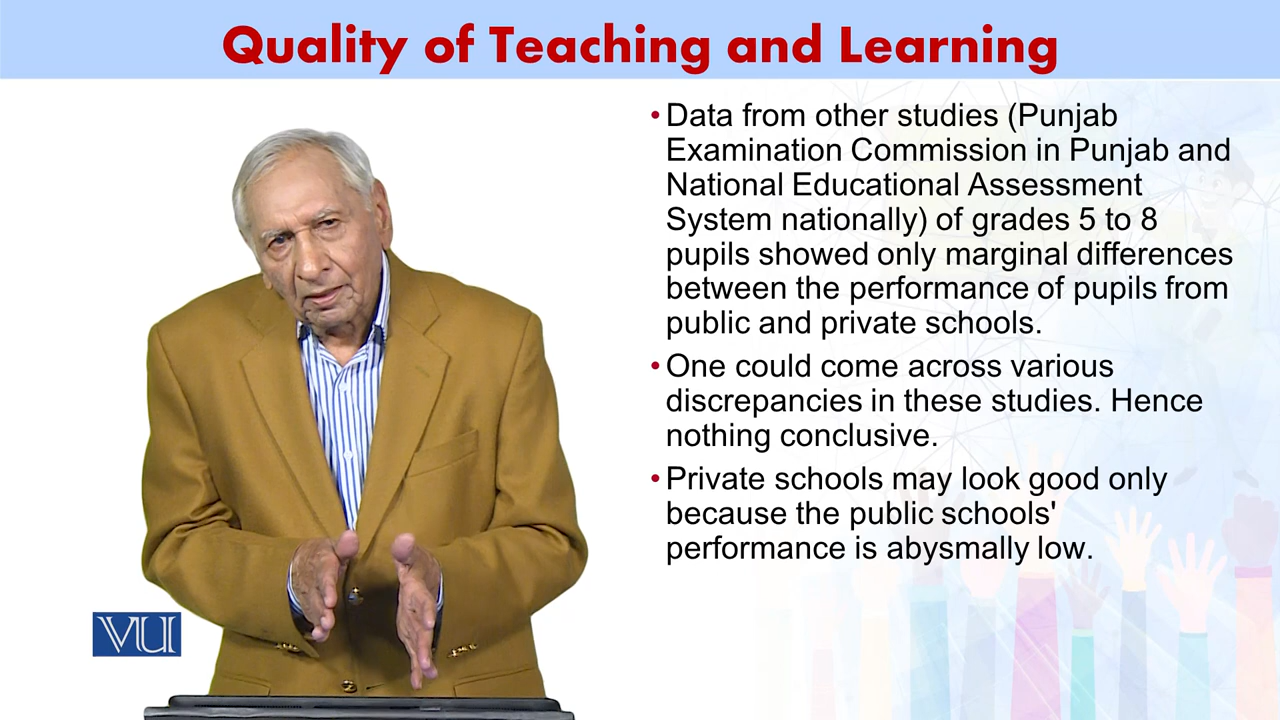 Quality of Teaching and Learning
•Data from other studies (Punjab
Examination Commission in Punjab and
National Educational Assessment
System nationally) of grades 5 to 8
pupils showed only marginal differences
between the performance of pupils from
public and private schools.
•One could come across various
discrepancies in these studies. Hence
nothing conclusive.
•Private schools may look good only
because the public schools'
performance is abysmally low.
VU